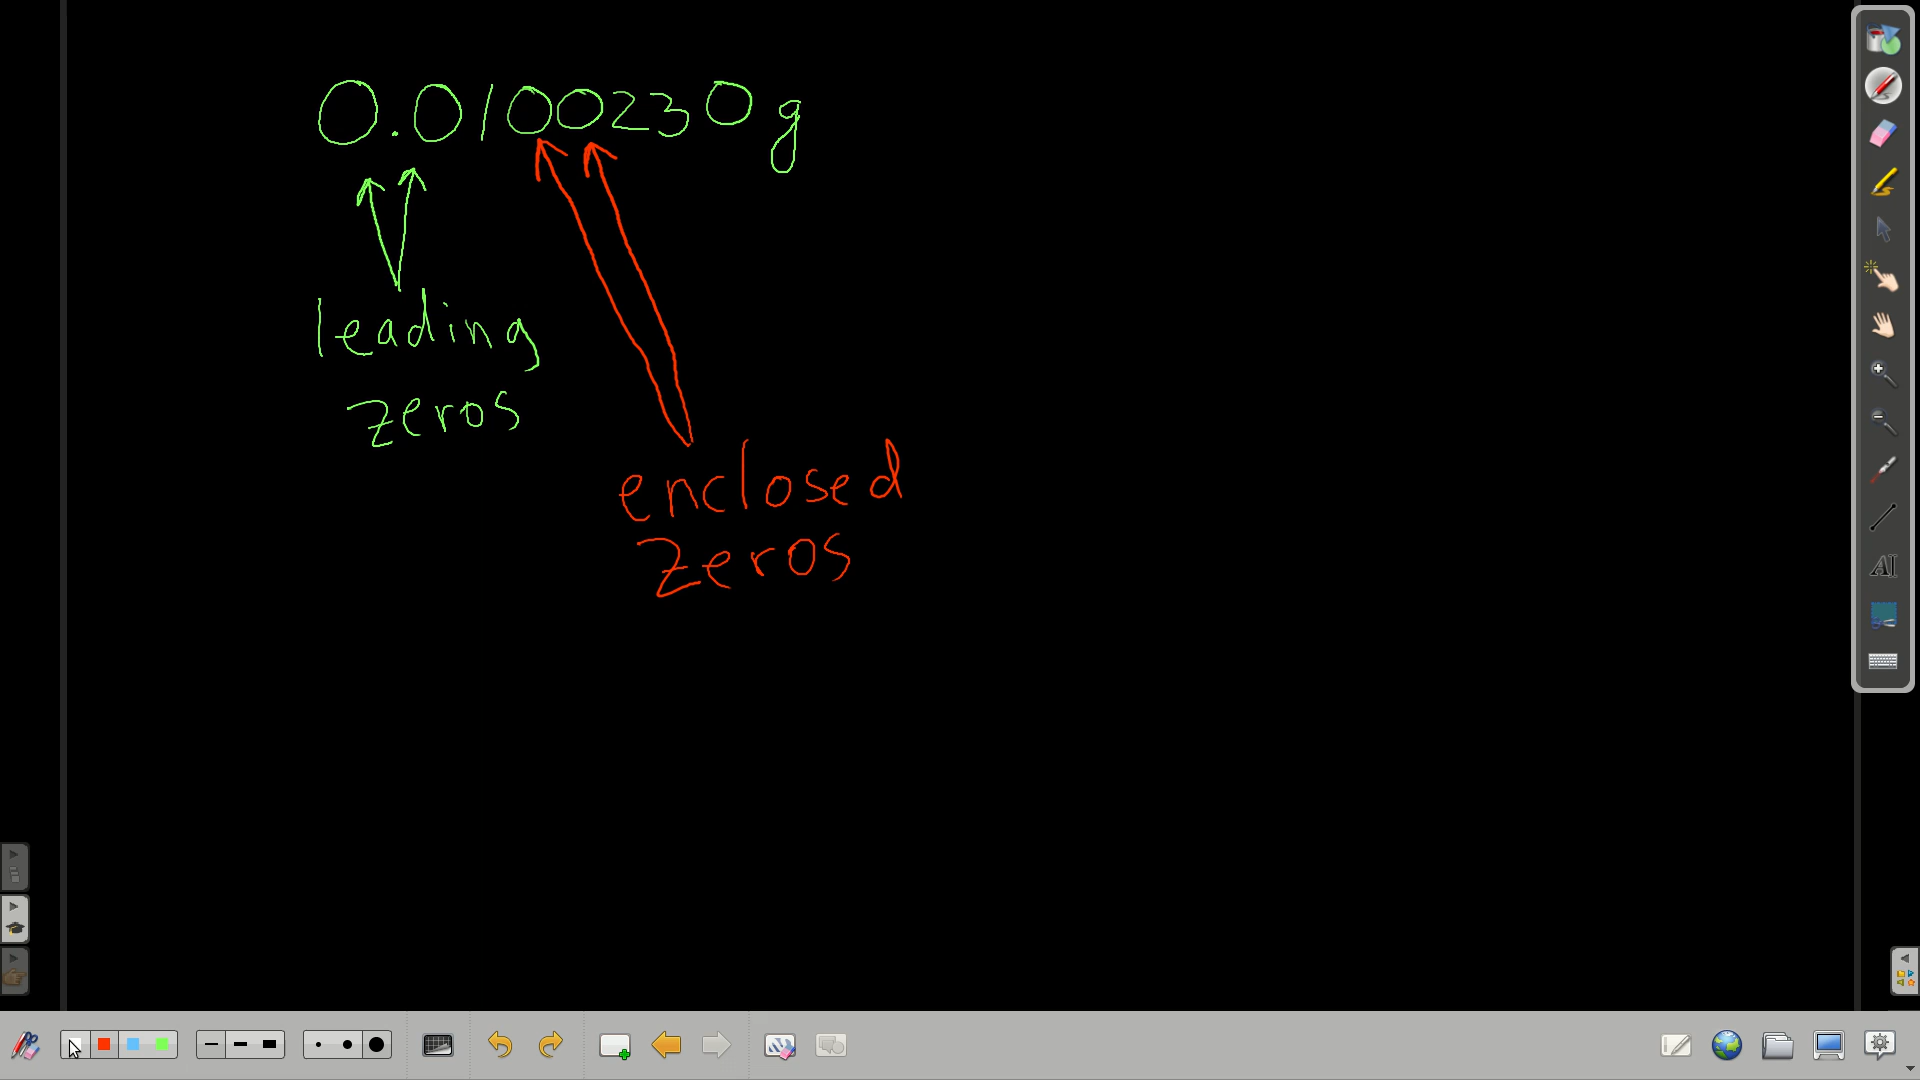 0.0100230 g
leading
zeros
enclosed
zeros